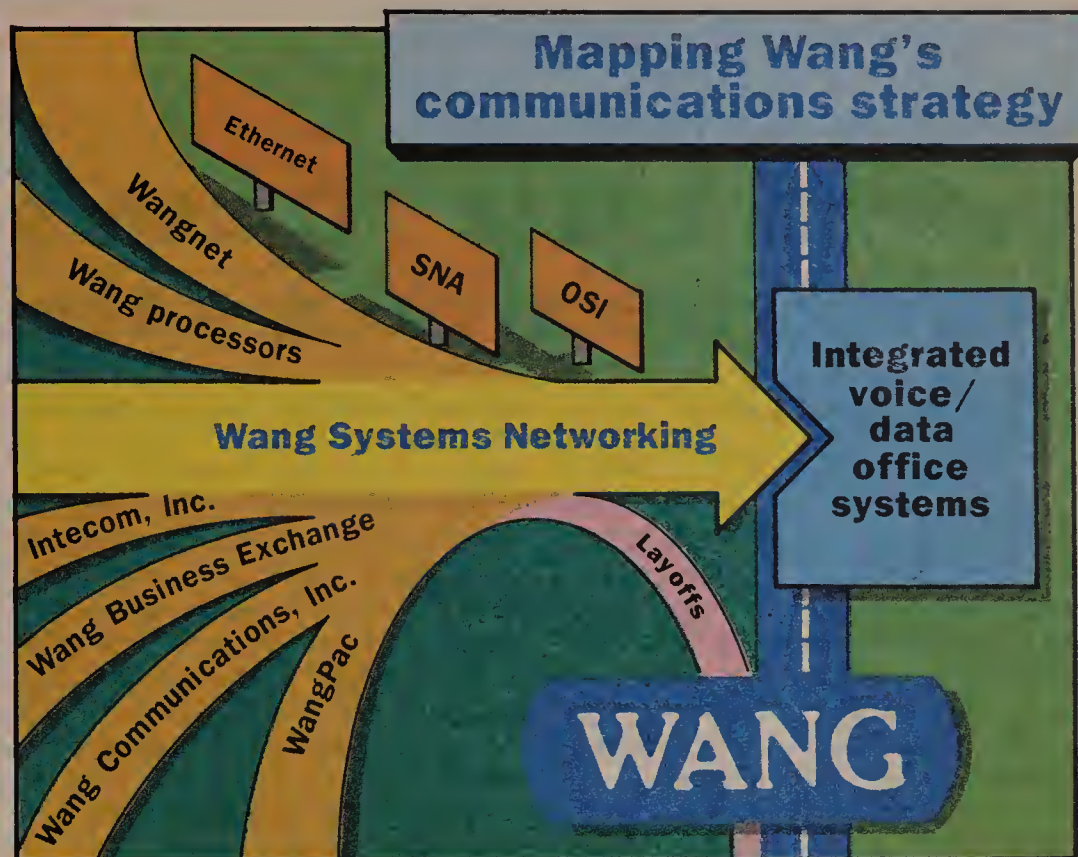 Mapping Wang's
communications strategy
Ethernet
SNA
OSI
Wangnet
Wang processors
Wang Systems Networking
Integrated
voice/
data
office
systems
Intecom, Inc.
Wang Business Exchange
Wang Communications, Inc.
WangPac
Layoffs
WANG